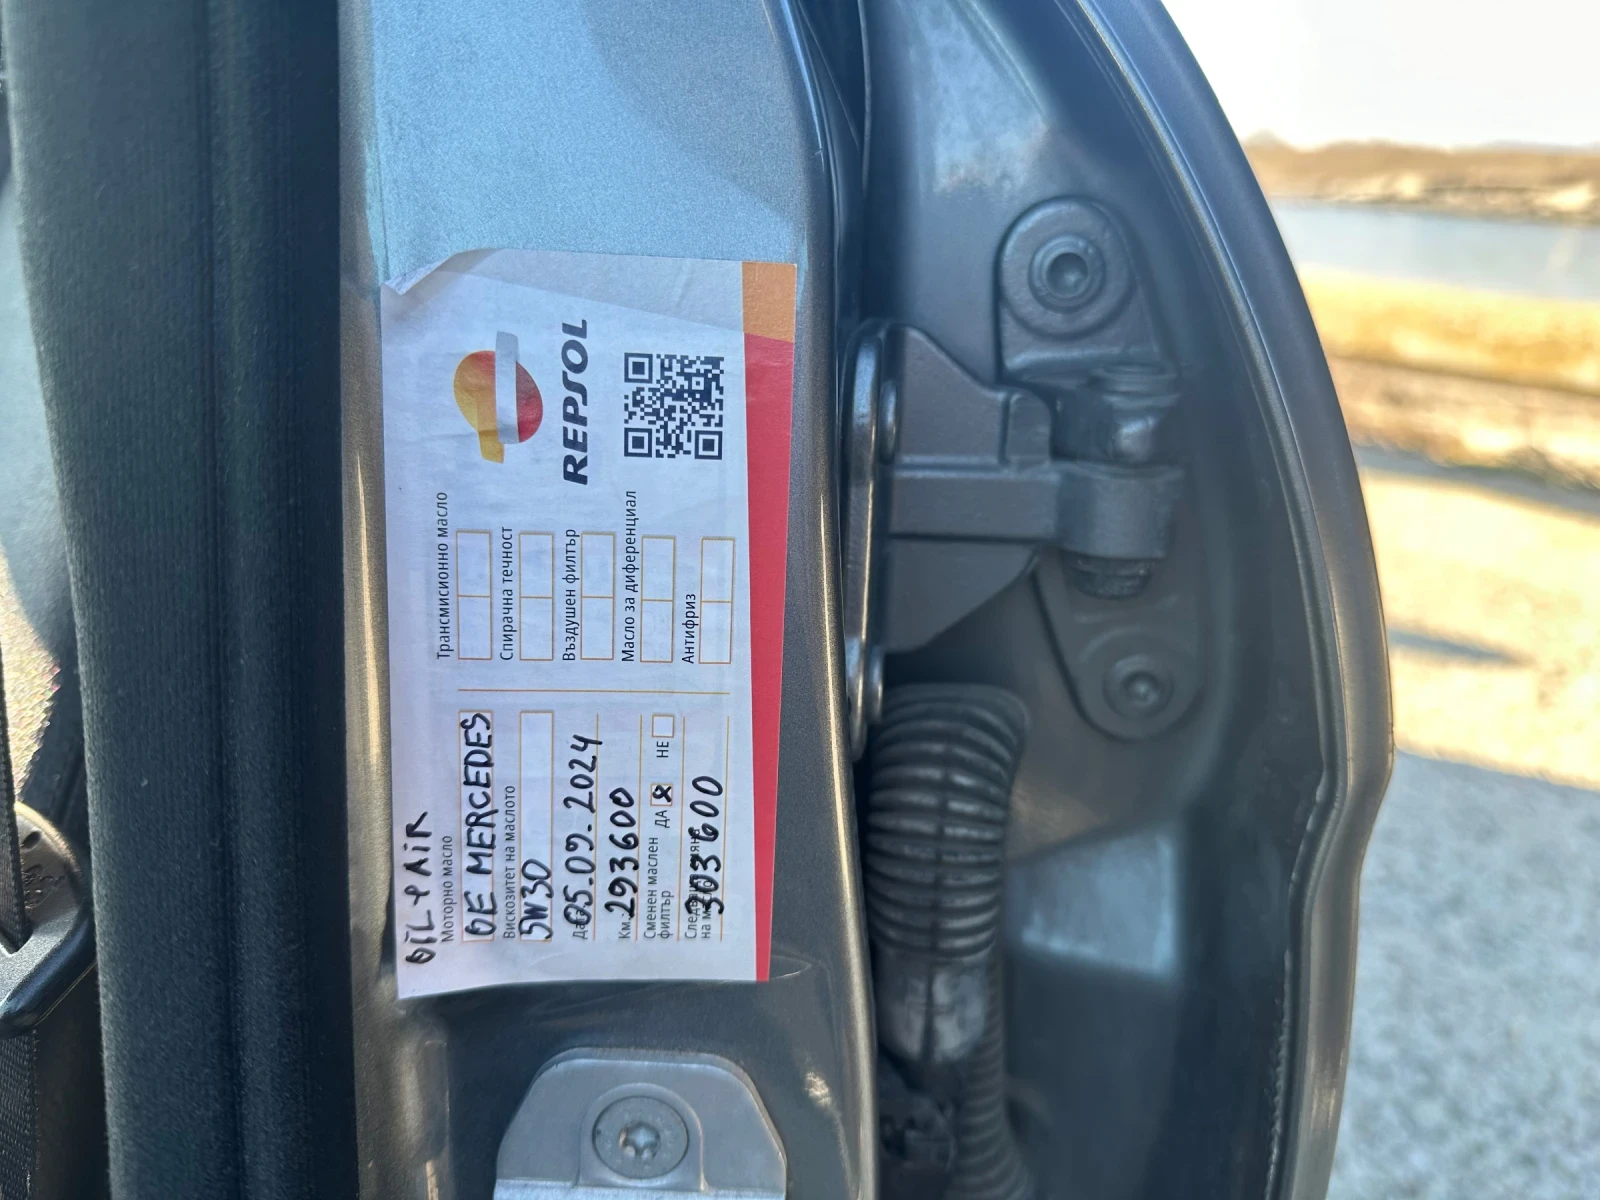 OIL + AIR
Моторно масло
OE MERCEDES
Вискозитет на маслото
5W30
05.09.2024
Км.: 293600
Сменен маслен филтър ДА НЕ
303600
Трансмисионно масло
Спирачна течност
Въздушен филтър
Масло за диференциал
Антифриз
REPSOL